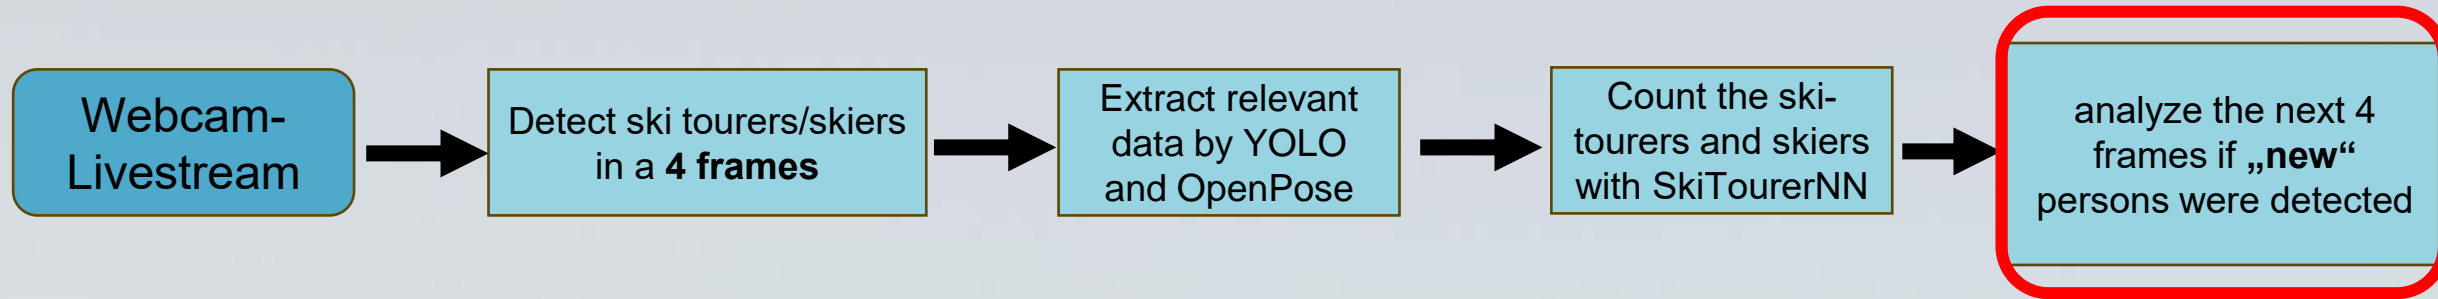 Webcam-
Livestream
Detect ski tourers/skiers
in a 4 frames
Extract relevant
data by YOLO
and OpenPose
Count the ski-
tourers and skiers
with SkiTourerNN
analyze the next 4
frames if „new“
persons were detected